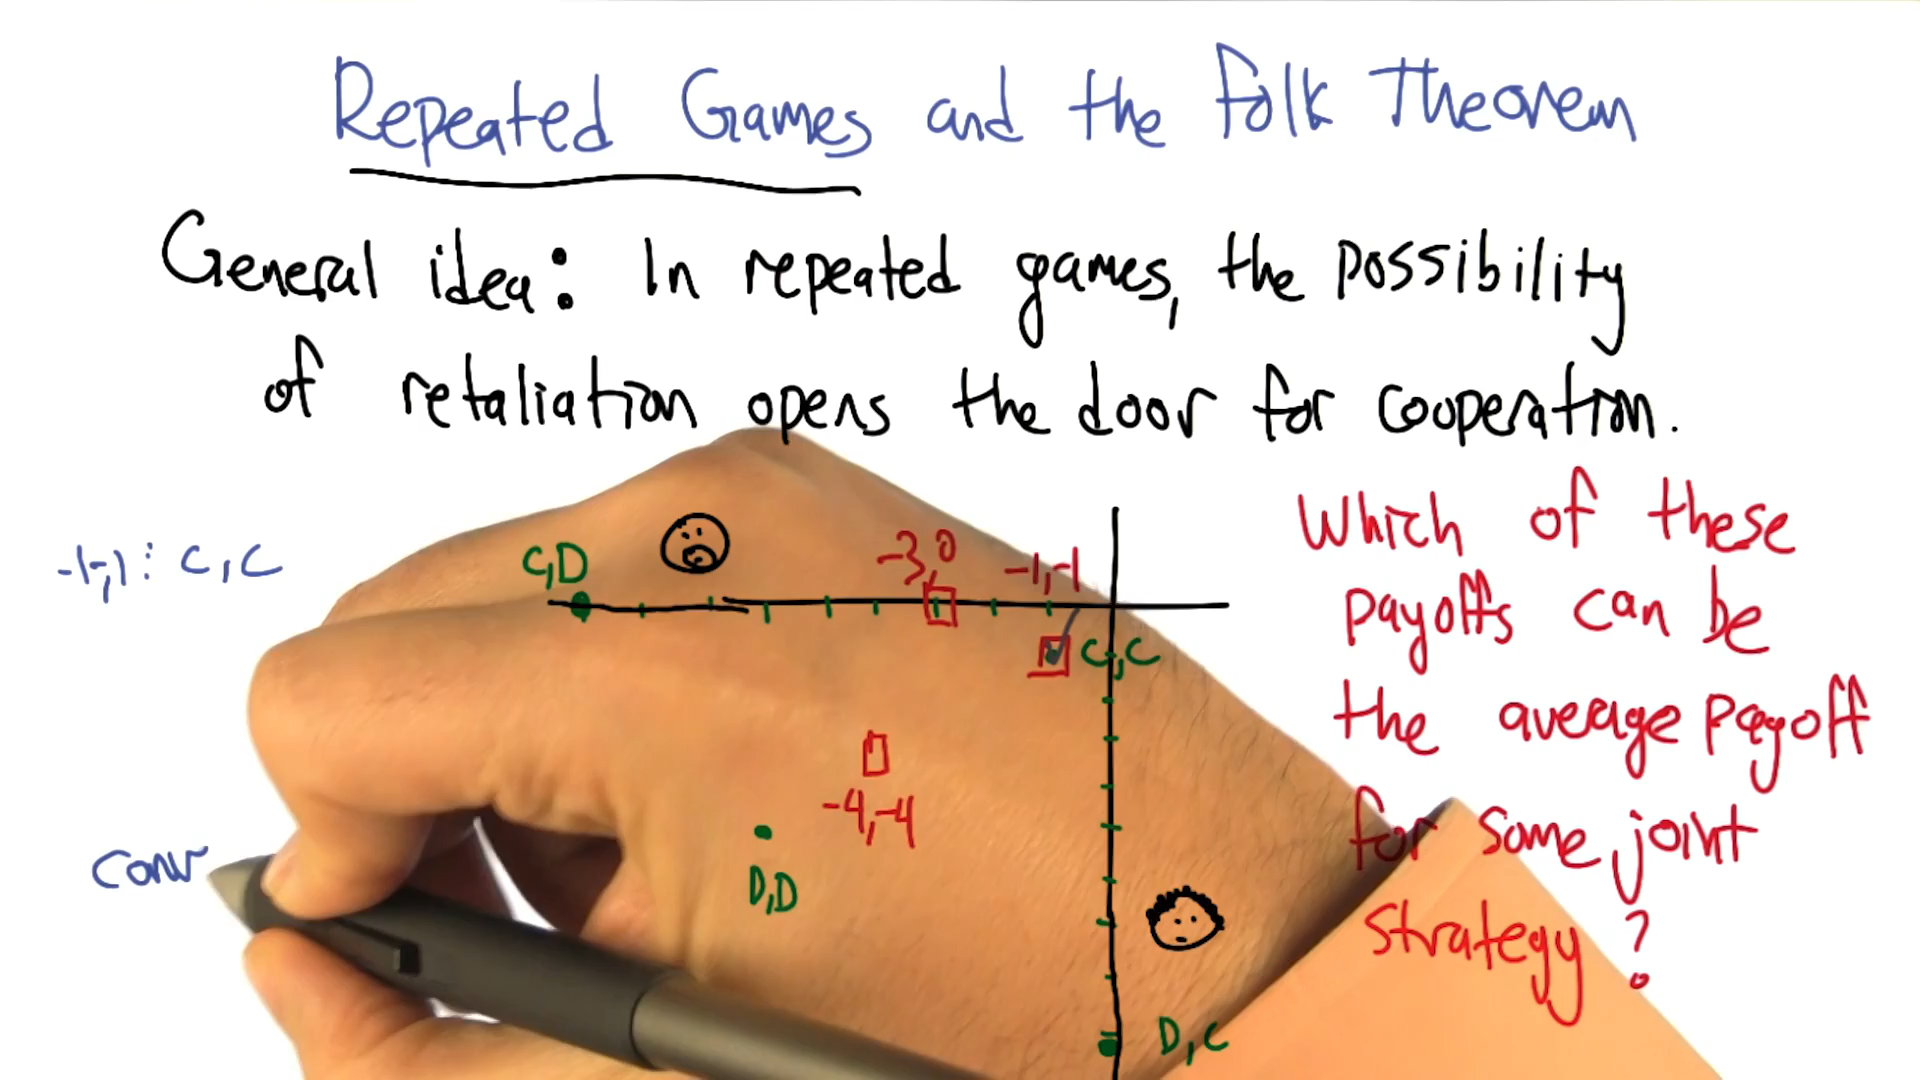 Repeated Games and the Folk Theorem
General idea: In repeated games, the possibility
of retaliation opens the door for cooperation.
-1,-1: C,C
C,D
-3,0
-1,-1
C,C
-4,-4
D,D
D,C
Conv
Which of these
payoffs can be
the average payoff
for some joint
strategy?